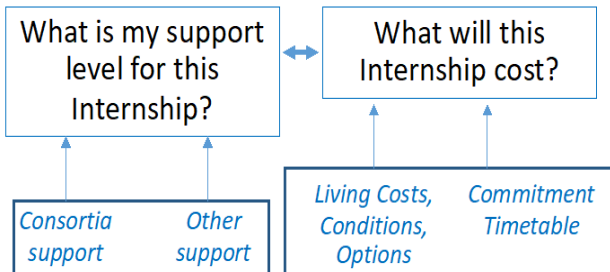 What is my support
level for this
Internship?
What will this
Internship cost?
Consortia
support
Other
support
Living Costs,
Conditions,
Options
Commitment
Timetable